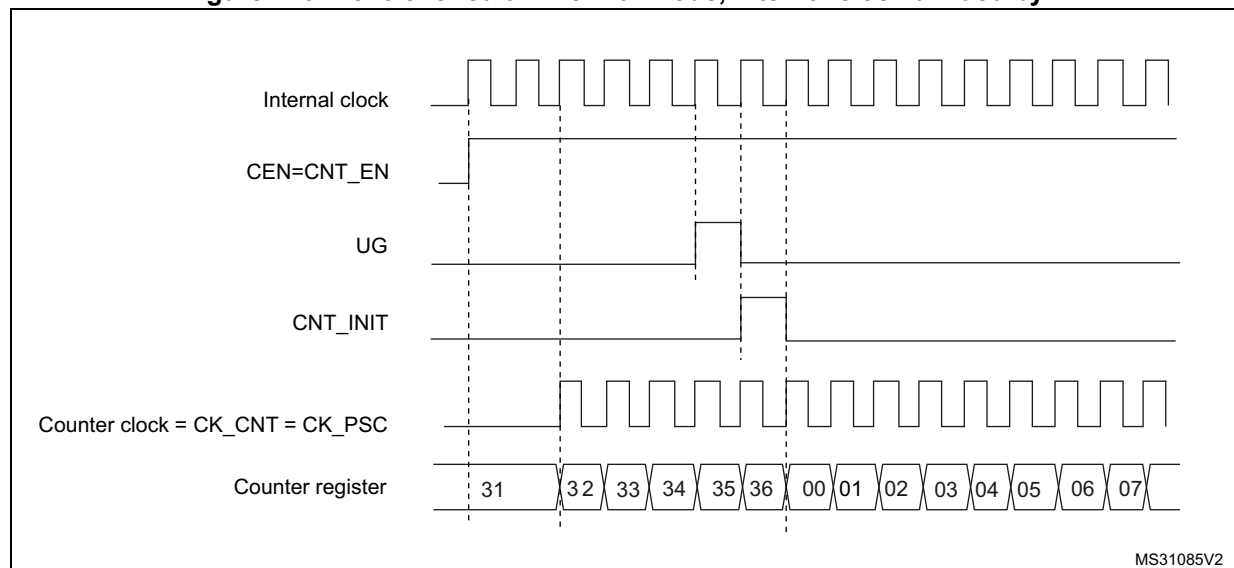 Internal clock
CEN=CNT_EN
UG
CNT_INIT
Counter clock = CK_CNT = CK_PSC
Counter register 31 32 33 34 35 36 00 01 02 03 04 05 06 07
MS31085V2